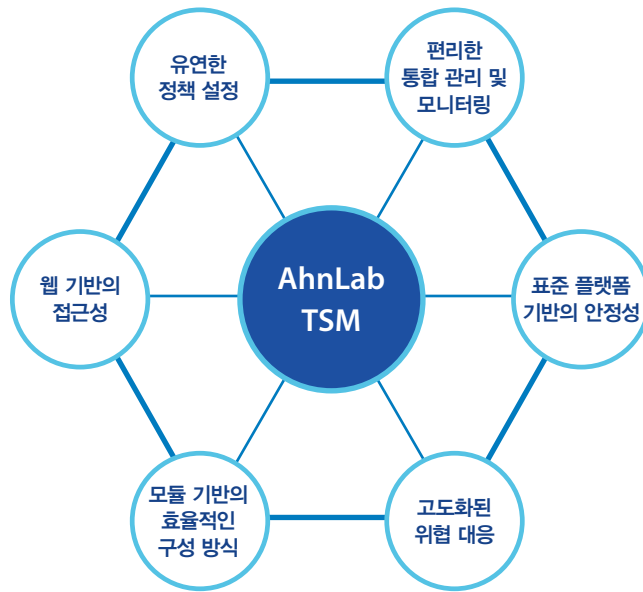 유연한
정책 설정
편리한
통합 관리 및
모니터링
웹 기반의
접근성
AhnLab
TSM
표준 플랫폼
기반의 안정성
모듈 기반의
효율적인
구성 방식
고도화된
위협 대응